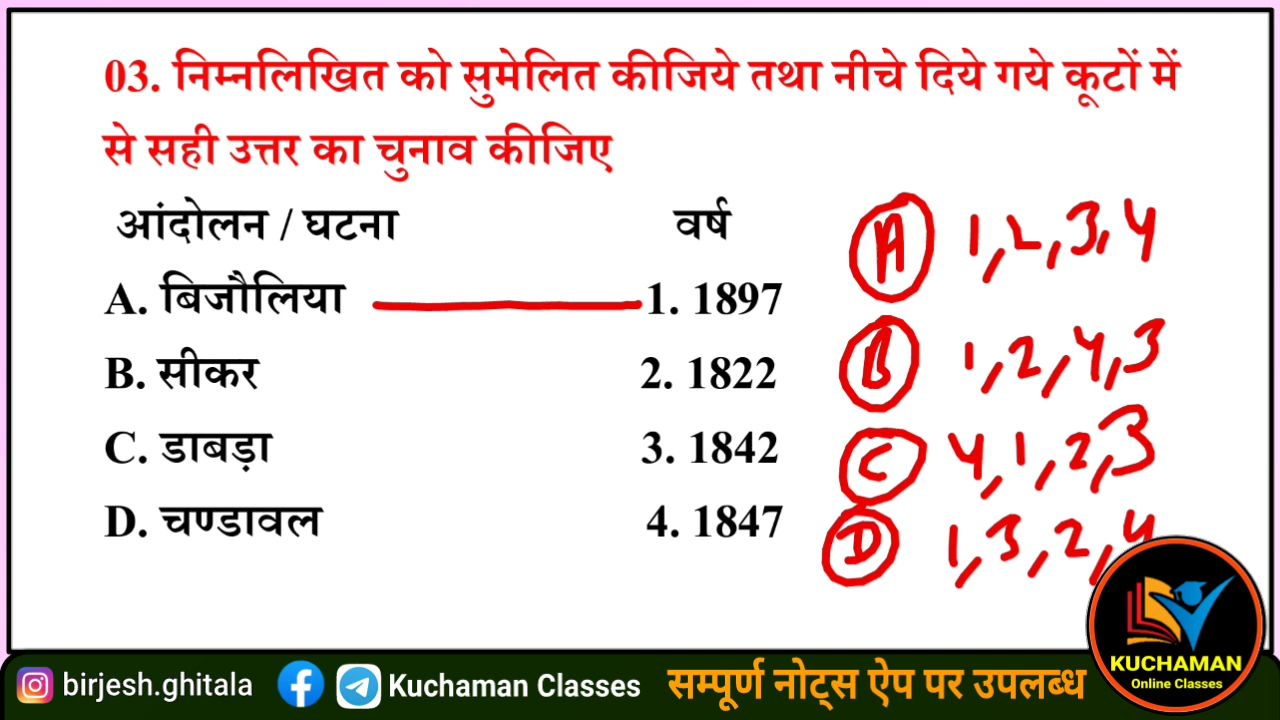 03. निम्नलिखित को सुमेलित कीजिये तथा नीचे दिये गये कूटों में
से सही उत्तर का चुनाव कीजिए
आंदोलन / घटना वर्ष
A. बिजौलिया 1. 1897
B. सीकर 2. 1822
C. डाबड़ा 3. 1842
D. चण्डावल 4. 1847
A 1,2,3,4
B 1,2,4,3
C 4,1,2,3
D 1,3,2,4
KUCHAMAN
Online Classes
birjesh.ghitala Kuchaman Classes सम्पूर्ण नोट्स ऐप पर उपलब्ध